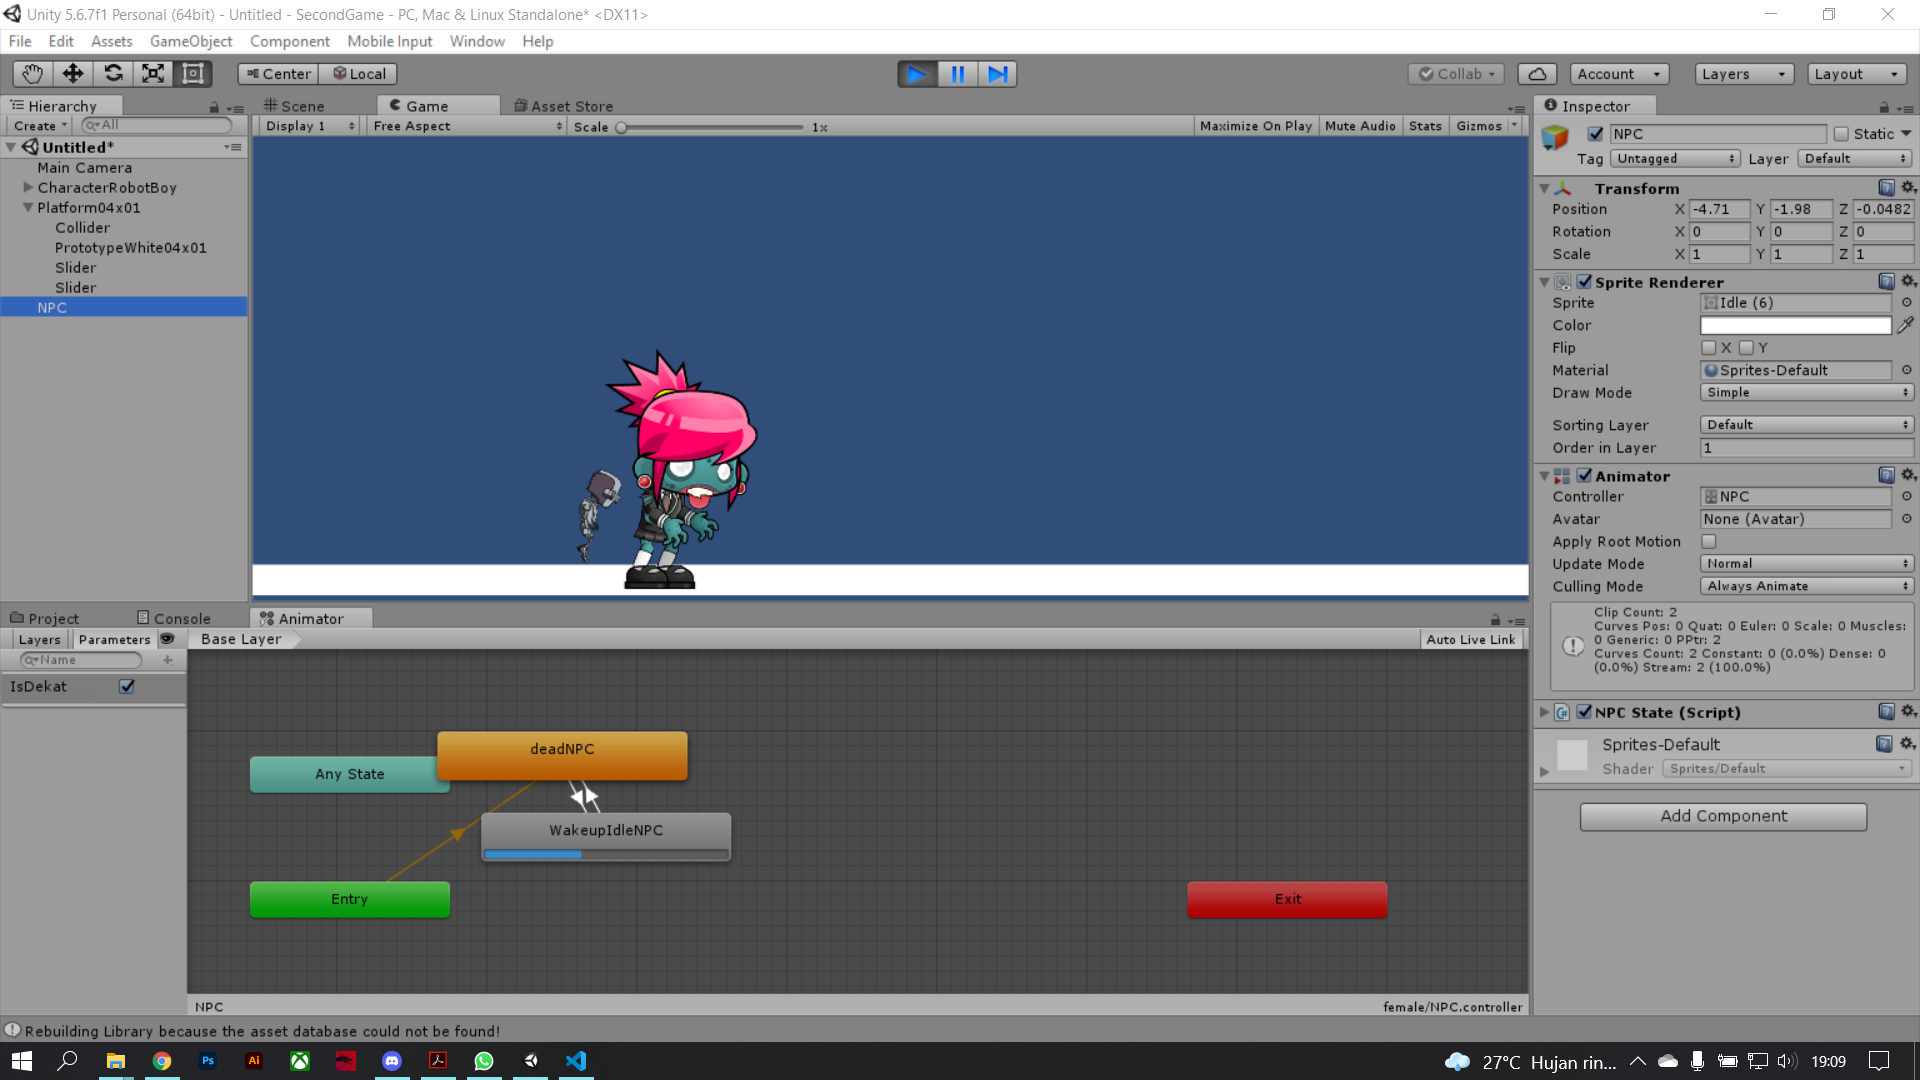 Unity 5.6.7f1 Personal (64bit) - Untitled - SecondGame - PC, Mac & Linux Standalone* <DX11>
File Edit Assets GameObject Component Mobile Input Window Help
Center Local Collab Account Layers Layout
Hierarchy
Create All
Untitled*
Main Camera
CharacterRobotBoy
Platform04x01
Collider
PrototypeWhite04x01
Slider
Slider
NPC
Scene Game Asset Store
Display 1 Free Aspect Scale 1x Maximize On Play Mute Audio Stats Gizmos
Inspector
NPC Static
Tag Untagged Layer Default
Transform
Position X -4.71 Y -1.98 Z -0.0482
Rotation X 0 Y 0 Z 0
Scale X 1 Y 1 Z 1
Sprite Renderer
Sprite Idle (6)
Color
Flip X Y
Material Sprites-Default
Draw Mode Simple
Sorting Layer Default
Order in Layer 1
Animator
Controller NPC
Avatar None (Avatar)
Apply Root Motion
Update Mode Normal
Culling Mode Always Animate
Clip Count: 2
Curves Pos: 0 Quat: 0 Euler: 0 Scale: 0 Muscles:
0 Generic: 0 PPtr: 2
Curves Count: 2 Constant: 0 (0.0%) Dense: 0
(0.0%) Stream: 2 (100.0%)
NPC State (Script)
Sprites-Default
Shader Sprites/Default
Add Component
Project Console Animator
Layers Parameters Base Layer Auto Live Link
Name
IsDekat
deadNPC
Any State
WakeupIdleNPC
Entry
Exit
NPC female/NPC.controller
Rebuilding Library because the asset database could not be found!
Ps Ai 27°C Hujan rin... 19:09